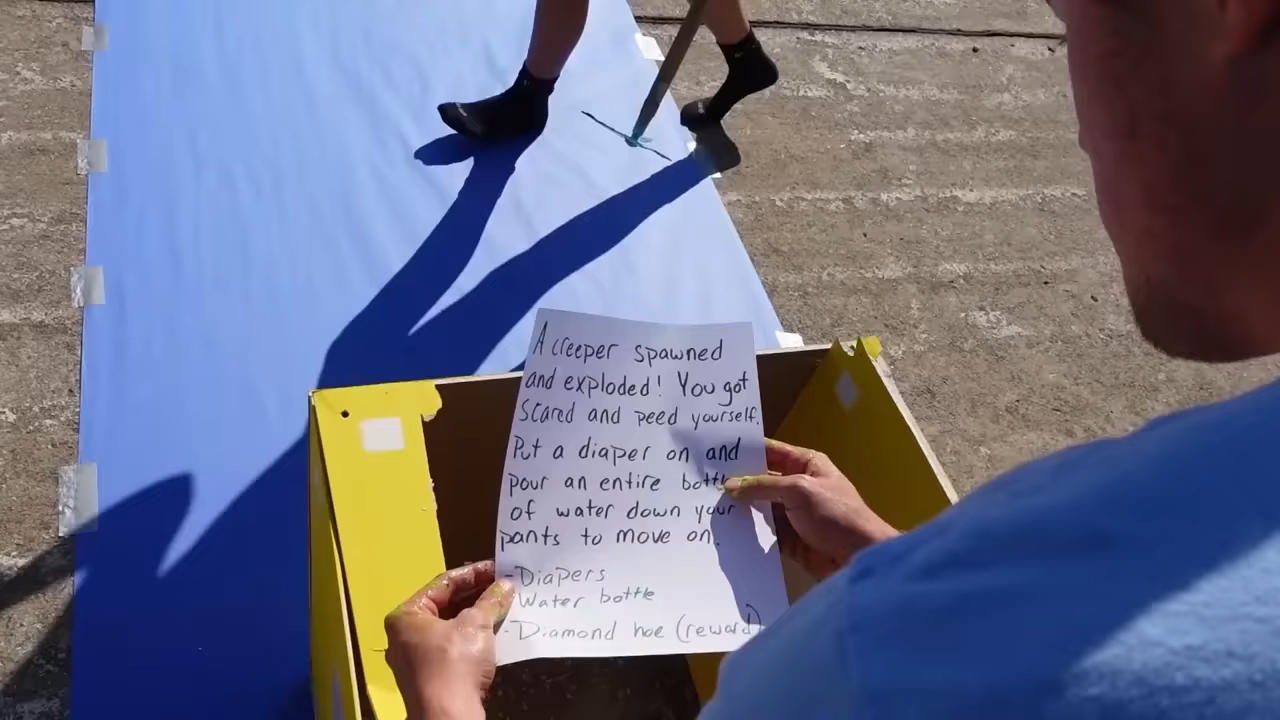 A creeper spawned
and exploded! You got
scared and peed yourself.
Put a diaper on and
pour an entire bottle
of water down your
pants to move on.
-Diapers
-Water bottle
-Diamond hoe (reward)